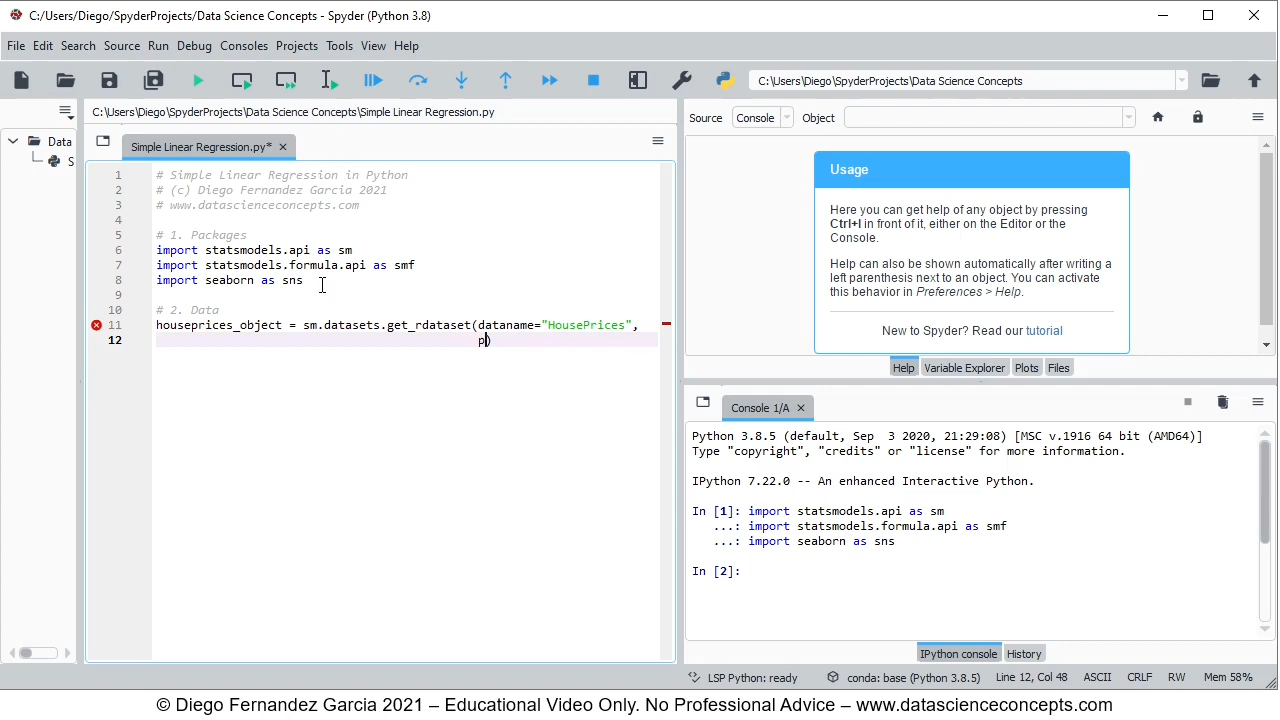 C:/Users/Diego/SpyderProjects/Data Science Concepts - Spyder (Python 3.8)
File Edit Search Source Run Debug Consoles Projects Tools View Help
C:\Users\Diego\SpyderProjects\Data Science Concepts
C:\Users\Diego\SpyderProjects\Data Science Concepts\Simple Linear Regression.py
Source Console Object
Data
S
Simple Linear Regression.py*
1 # Simple Linear Regression in Python
2 # (c) Diego Fernandez Garcia 2021
3 # www.datascienceconcepts.com
4
5 # 1. Packages
6 import statsmodels.api as sm
7 import statsmodels.formula.api as smf
8 import seaborn as sns
9
10 # 2. Data
11 houseprices_object = sm.datasets.get_rdataset(dataname="HousePrices",
12 p)
Usage
Here you can get help of any object by pressing
Ctrl+I in front of it, either on the Editor or the
Console.
Help can also be shown automatically after writing a
left parenthesis next to an object. You can activate
this behavior in Preferences > Help.
New to Spyder? Read our tutorial
Help Variable Explorer Plots Files
Console 1/A
Python 3.8.5 (default, Sep  3 2020, 21:29:08) [MSC v.1916 64 bit (AMD64)]
Type "copyright", "credits" or "license" for more information.
IPython 7.22.0 -- An enhanced Interactive Python.
In [1]: import statsmodels.api as sm
...: import statsmodels.formula.api as smf
...: import seaborn as sns
In [2]:
IPython console History
LSP Python: ready conda: base (Python 3.8.5) Line 12, Col 48 ASCII CRLF RW Mem 58%
© Diego Fernandez Garcia 2021 – Educational Video Only. No Professional Advice – www.datascienceconcepts.com